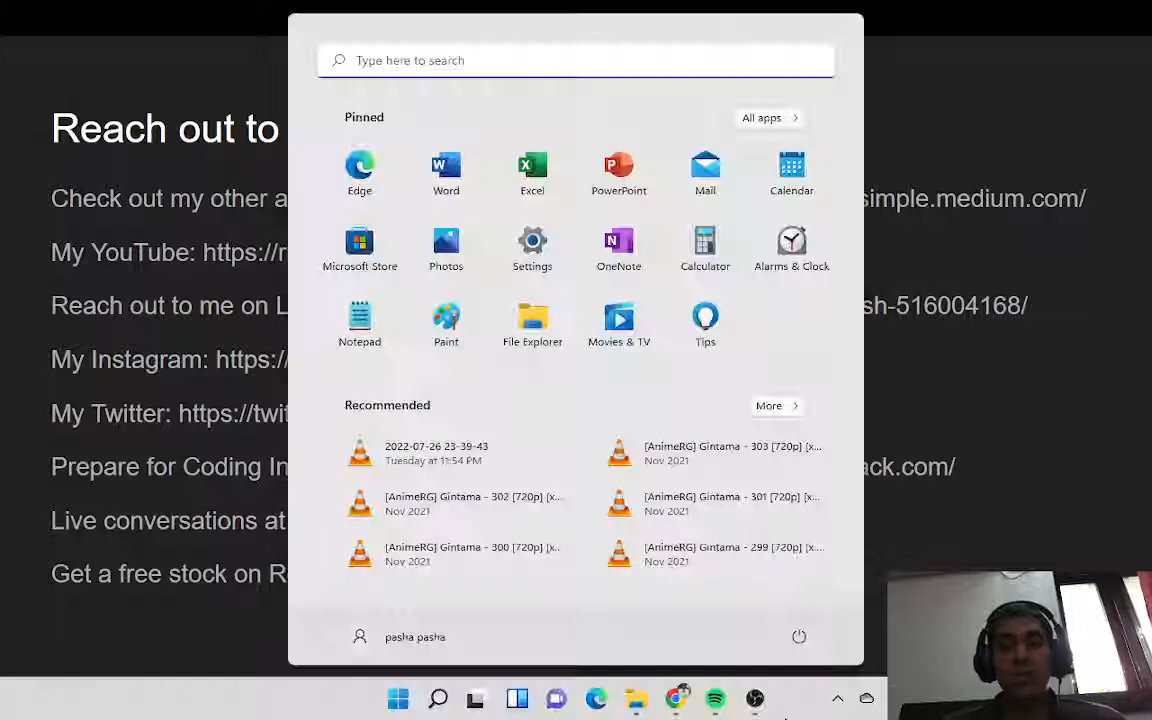 Type here to search
Reach out to
Pinned
All apps
Edge
Word
Excel
PowerPoint
Mail
Calendar
Check out my other a
simple.medium.com/
My YouTube: https://r
Microsoft Store
Photos
Settings
OneNote
Calculator
Alarms & Clock
Reach out to me on L
sh-516004168/
Notepad
Paint
File Explorer
Movies & TV
Tips
My Instagram: https:/
Recommended
More
My Twitter: https://twit
2022-07-26 23-39-43
Tuesday at 11:54 PM
[AnimeRG] Gintama - 303 [720p] [x...
Nov 2021
Prepare for Coding In
ack.com/
[AnimeRG] Gintama - 302 [720p] [x...
Nov 2021
[AnimeRG] Gintama - 301 [720p] [x...
Nov 2021
Live conversations at
[AnimeRG] Gintama - 300 [720p] [x...
Nov 2021
[AnimeRG] Gintama - 299 [720p] [x...
Nov 2021
Get a free stock on R
pasha pasha